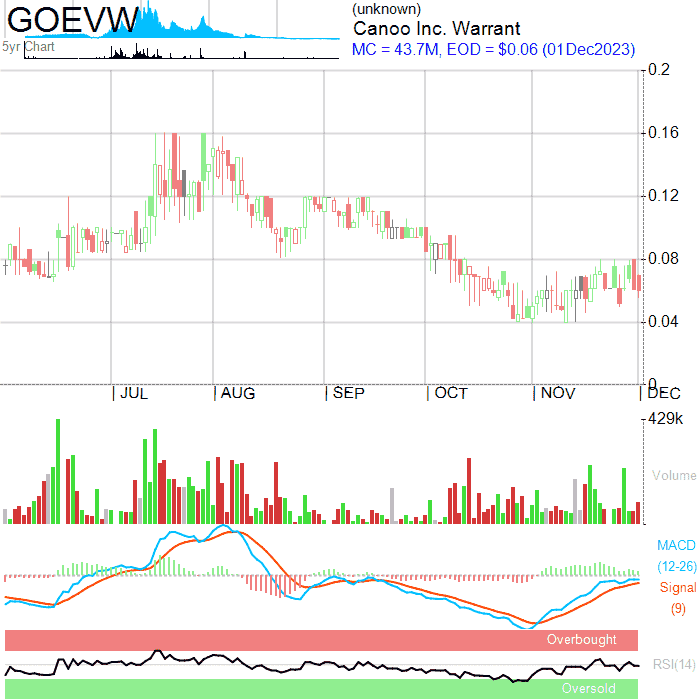 GOEVW
5yr Chart
(unknown)
Canoo Inc. Warrant
MC = 43.7M, EOD = $0.06 (01Dec2023)
0.2
0.16
0.12
0.08
0.04
0
JUL AUG SEP OCT NOV DEC
429k
Volume
MACD
(12-26)
Signal
(9)
Overbought
RSI(14)
Oversold